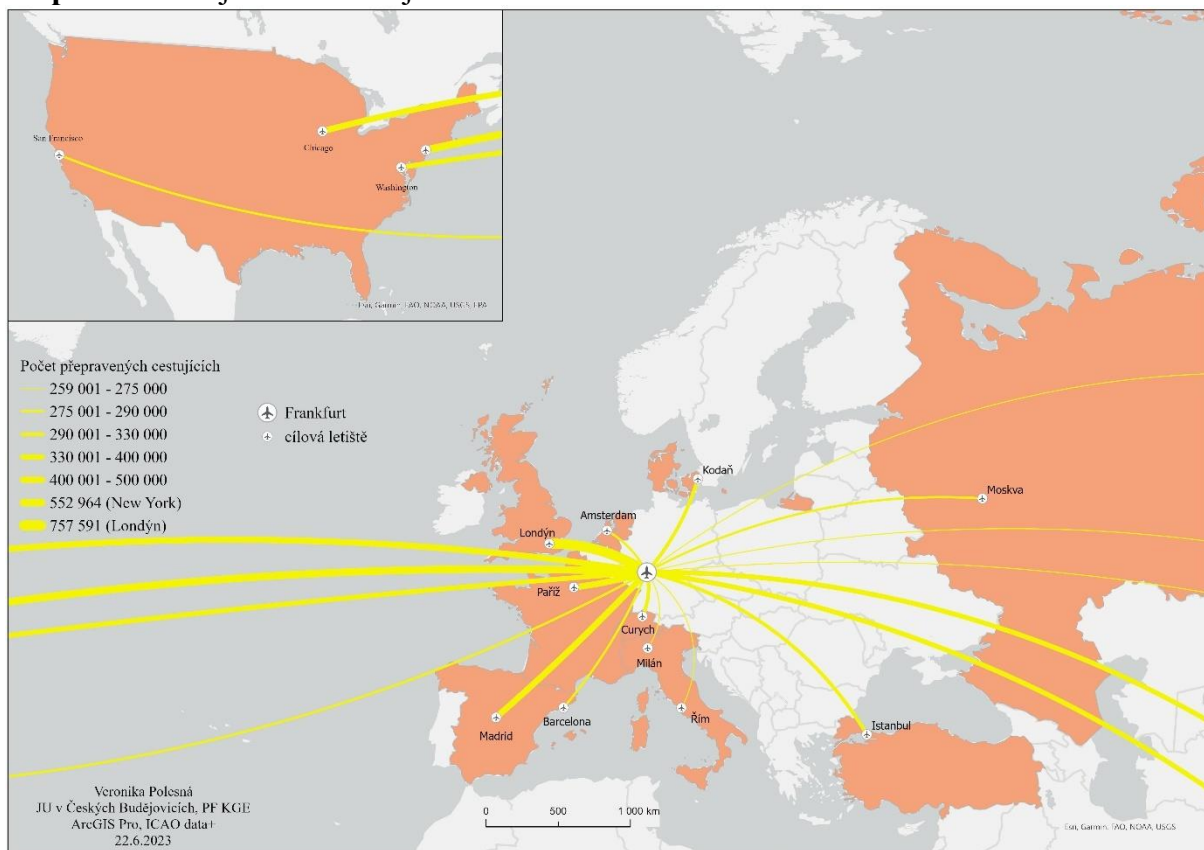 San Francisco
Chicago
Washington
Esri, Garmin, FAO, NOAA, USGS, EPA
Počet přepravených cestujících
259 001 - 275 000
275 001 - 290 000
290 001 - 330 000
330 001 - 400 000
400 001 - 500 000
552 964 (New York)
757 591 (Londýn)
Frankfurt
cílová letiště
Kodaň
Moskva
Amsterdam
Londýn
Paříž
Curych
Milán
Barcelona
Řím
Madrid
Istanbul
Veronika Polesná
JU v Českých Budějovicích, PF KGE
ArcGIS Pro, ICAO data+
22.6.2023
0 500 1 000 km
Esri, Garmin, FAO, NOAA, USGS